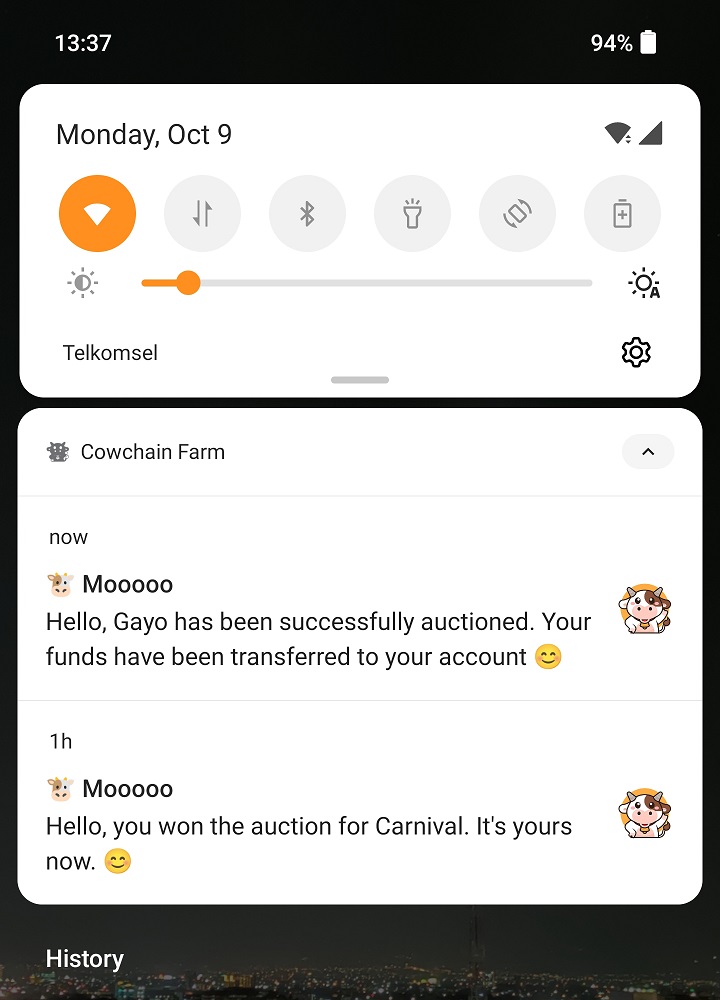 13:37
94%
Monday, Oct 9
A
Telkomsel
Cowchain Farm
now
🐮 Mooooo
Hello, Gayo has been successfully auctioned. Your
funds have been transferred to your account 😊
1h
🐮 Mooooo
Hello, you won the auction for Carnival. It's yours
now. 😊
History